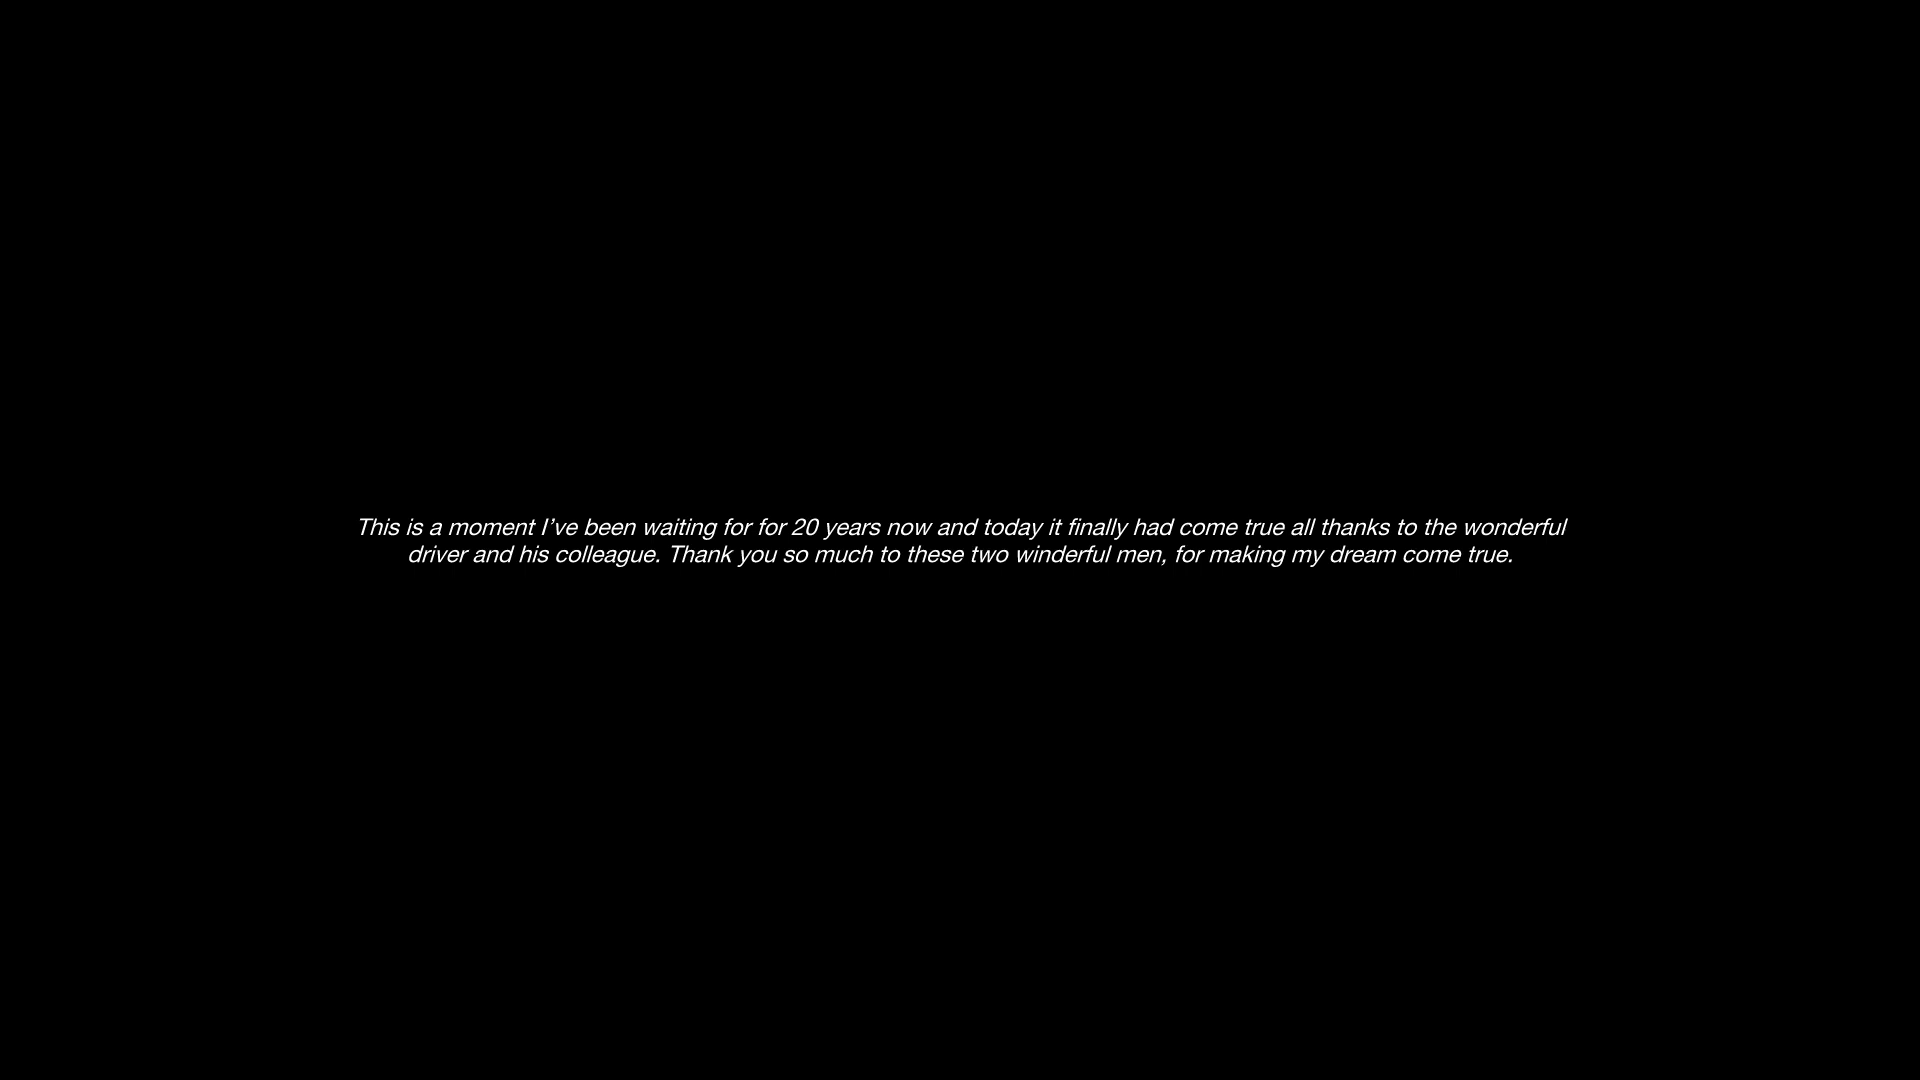 This is a moment I’ve been waiting for for 20 years now and today it finally had come true all thanks to the wonderful
driver and his colleague. Thank you so much to these two winderful men, for making my dream come true.